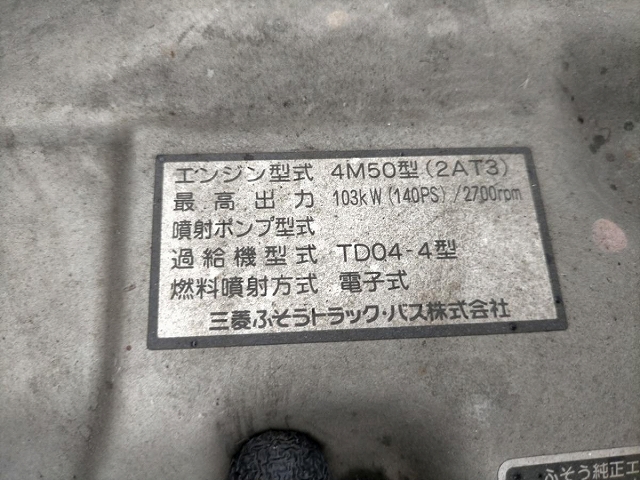 エンジン型式 4M50型(2AT3)
最高出力 103kW(140PS)/2700rpm
噴射ポンプ型式
過給機型式 TD04-4型
燃料噴射方式 電子式
三菱ふそうトラック・バス株式会社
ふそう純正エ